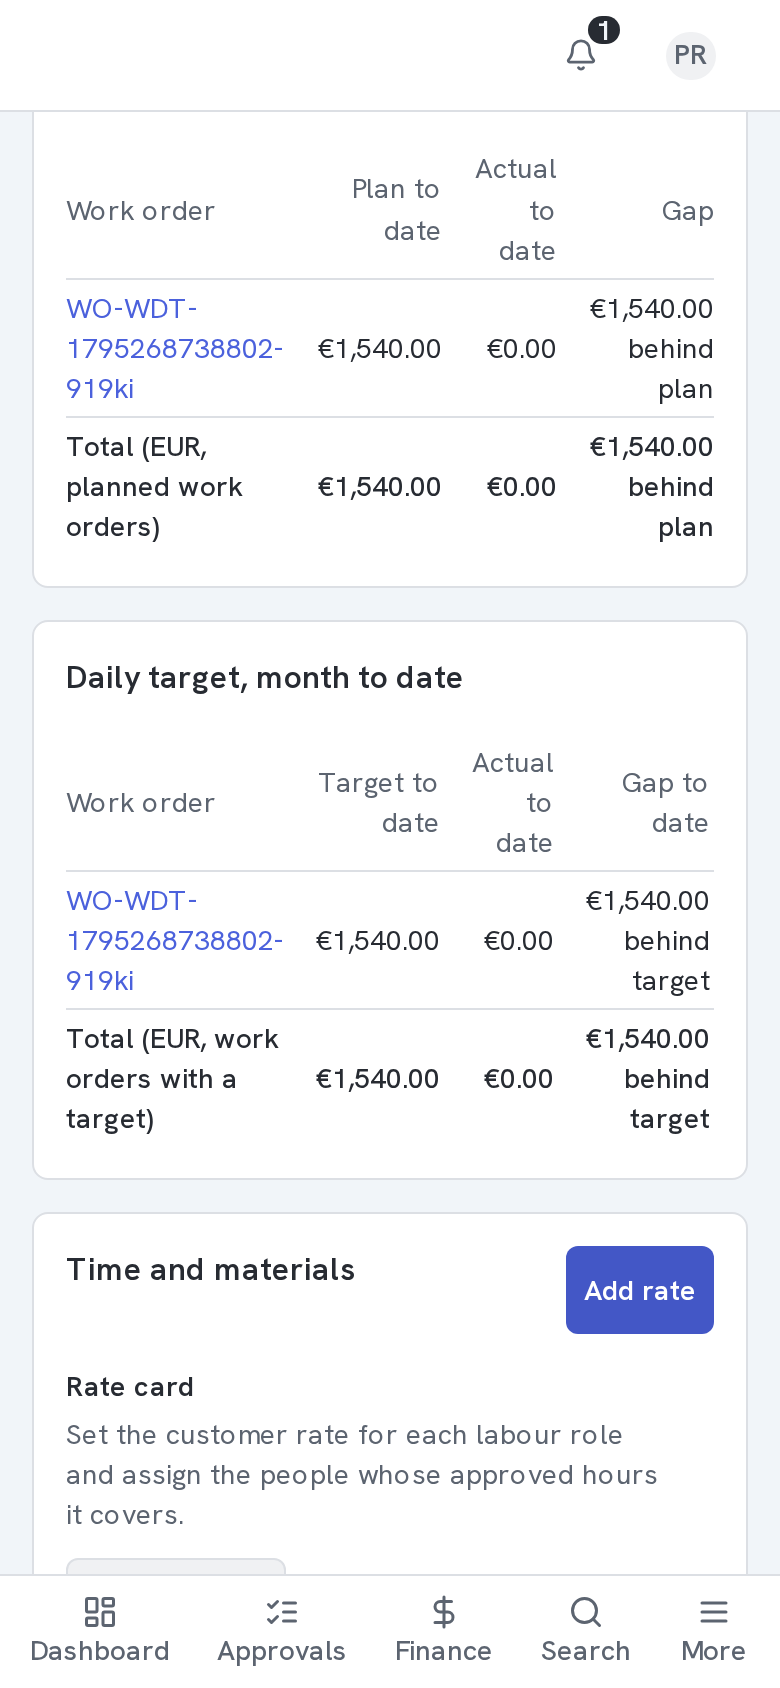 1
PR
Work order
Plan to
date
Actual
to
date
Gap
WO-WDT-
1795268738802-
919ki
€1,540.00
€0.00
€1,540.00
behind
plan
Total (EUR,
planned work
orders)
€1,540.00
€0.00
€1,540.00
behind
plan
Daily target, month to date
Work order
Target to
date
Actual
to
date
Gap to
date
WO-WDT-
1795268738802-
919ki
€1,540.00
€0.00
€1,540.00
behind
target
Total (EUR, work
orders with a
target)
€1,540.00
€0.00
€1,540.00
behind
target
Time and materials
Add rate
Rate card
Set the customer rate for each labour role
and assign the people whose approved hours
it covers.
Dashboard
Approvals
Finance
Search
More